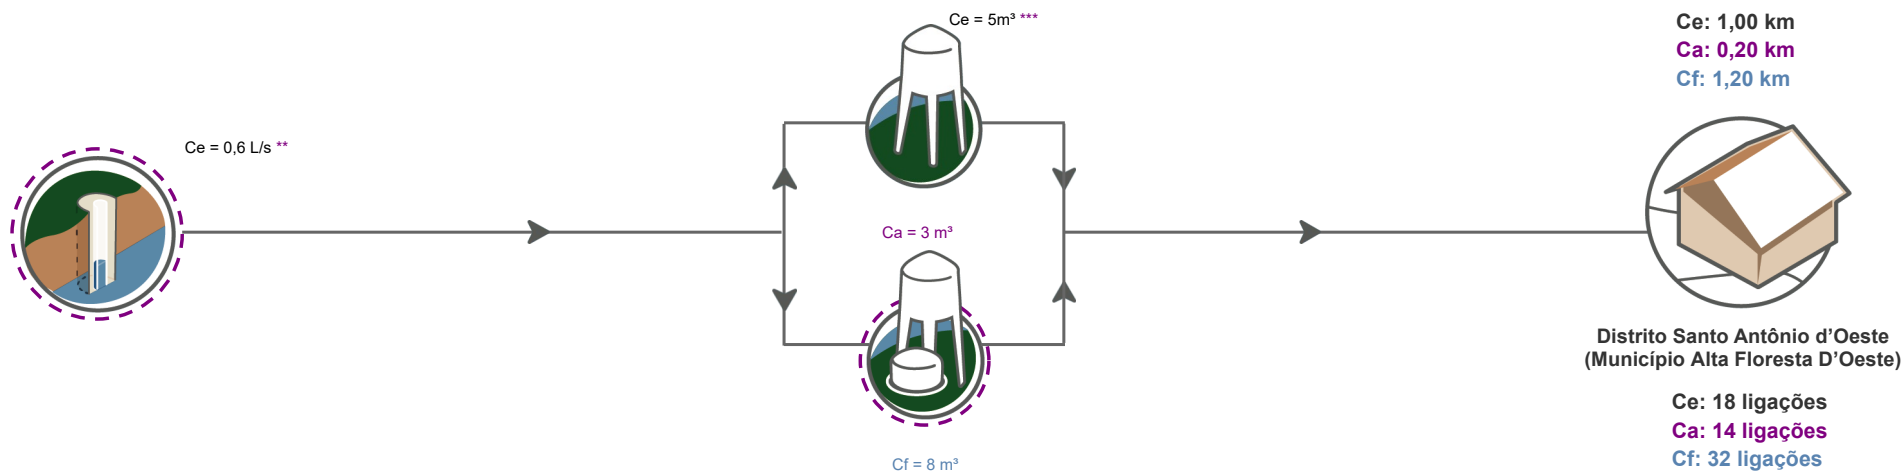 Ce = 5m³ ***
Ce: 1,00 km
Ca: 0,20 km
Cf: 1,20 km
Ce = 0,6 L/s **
Ca = 3 m³
Distrito Santo Antônio d’Oeste
(Município Alta Floresta D’Oeste)
Ce: 18 ligações
Ca: 14 ligações
Cf: 32 ligações
Cf = 8 m³